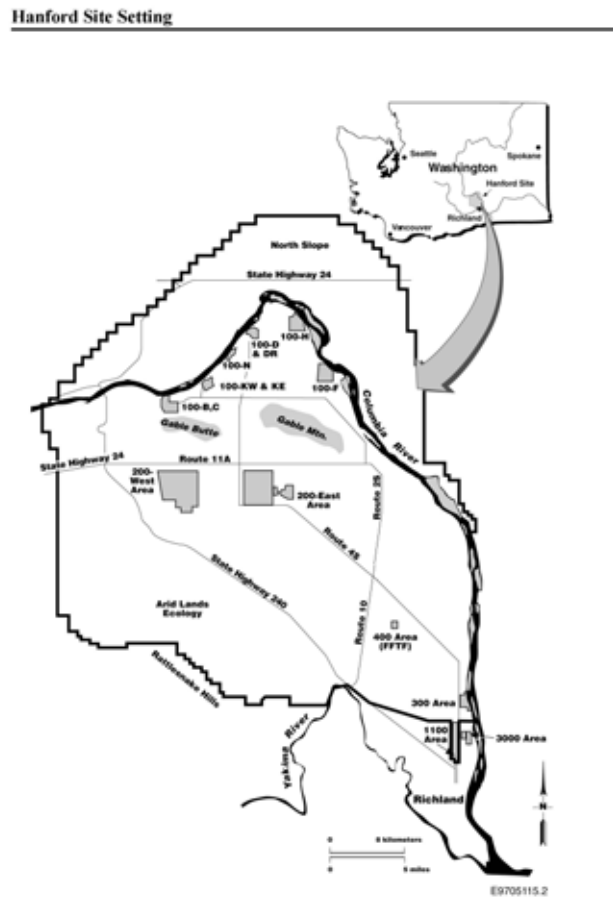 Hanford Site Setting
Seattle
Spokane
Washington
Hanford Site
Richland
Vancouver
North Slope
State Highway 24
100-H
100-D
& DR
100-N
100-KW & KE
100-F
100-B,C
Columbia
River
Gable Butte
Gable Mtn.
State Highway 24
Route 11A
200-
West
Area
200-East
Area
Route 2S
Route 4S
State Highway 240
Route 10
Arid Lands
Ecology
400 Area
(FFTF)
Rattlesnake Hills
300 Area
1100
Area
3000 Area
Yakima
River
Richland
N
0 8 kilometers
0 5 miles
E9705115.2